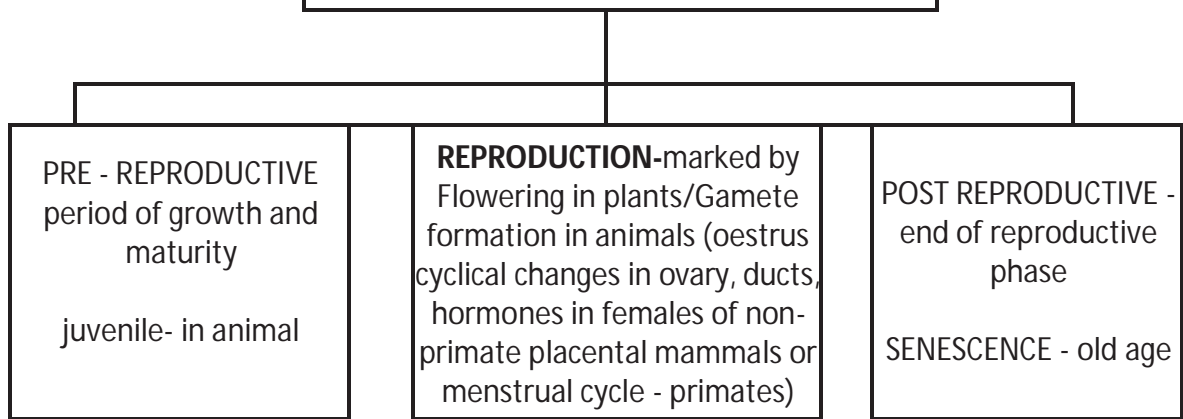 PRE - REPRODUCTIVE
period of growth and
maturity
juvenile- in animal
REPRODUCTION-marked by
Flowering in plants/Gamete
formation in animals (oestrus
cyclical changes in ovary, ducts,
hormones in females of non-
primate placental mammals or
menstrual cycle - primates)
POST REPRODUCTIVE -
end of reproductive
phase
SENESCENCE - old age